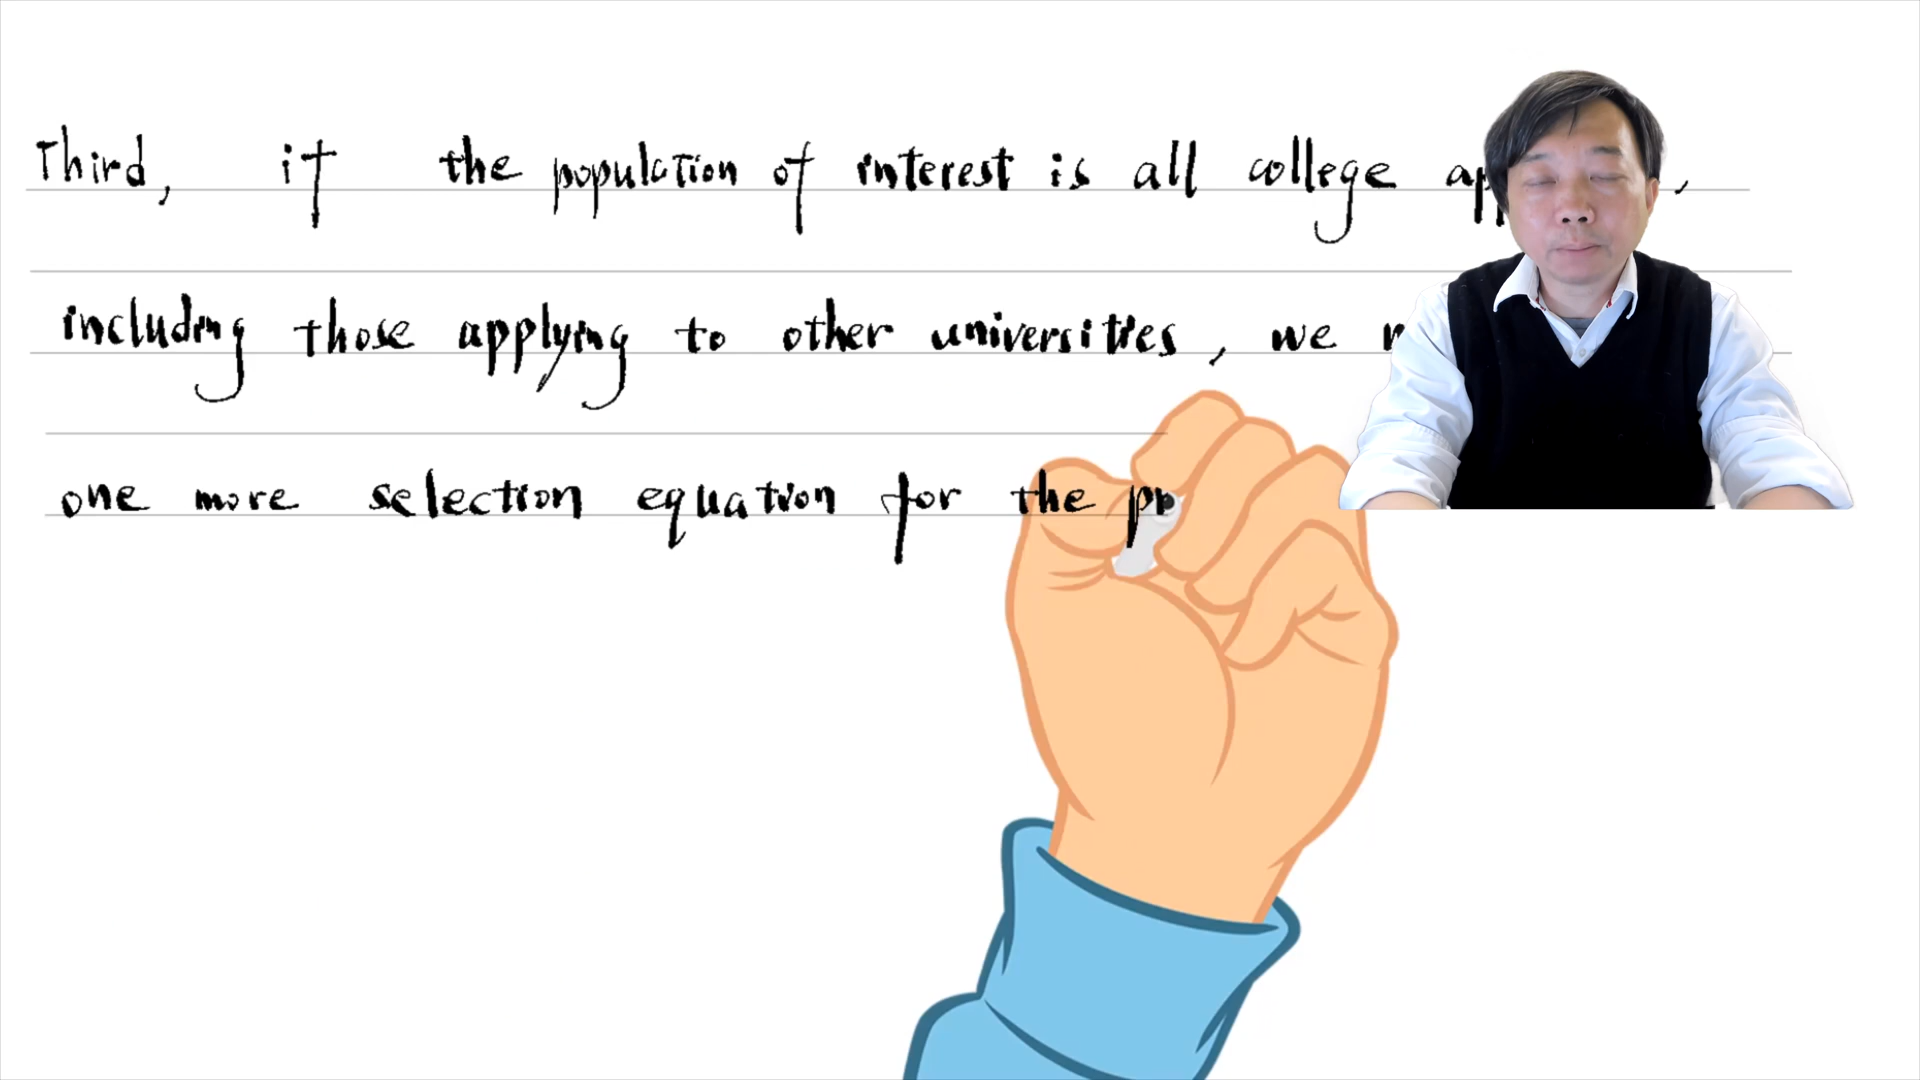 Third, if the population of interest is all college
including those applying to other universities, we
one more selection equation for the